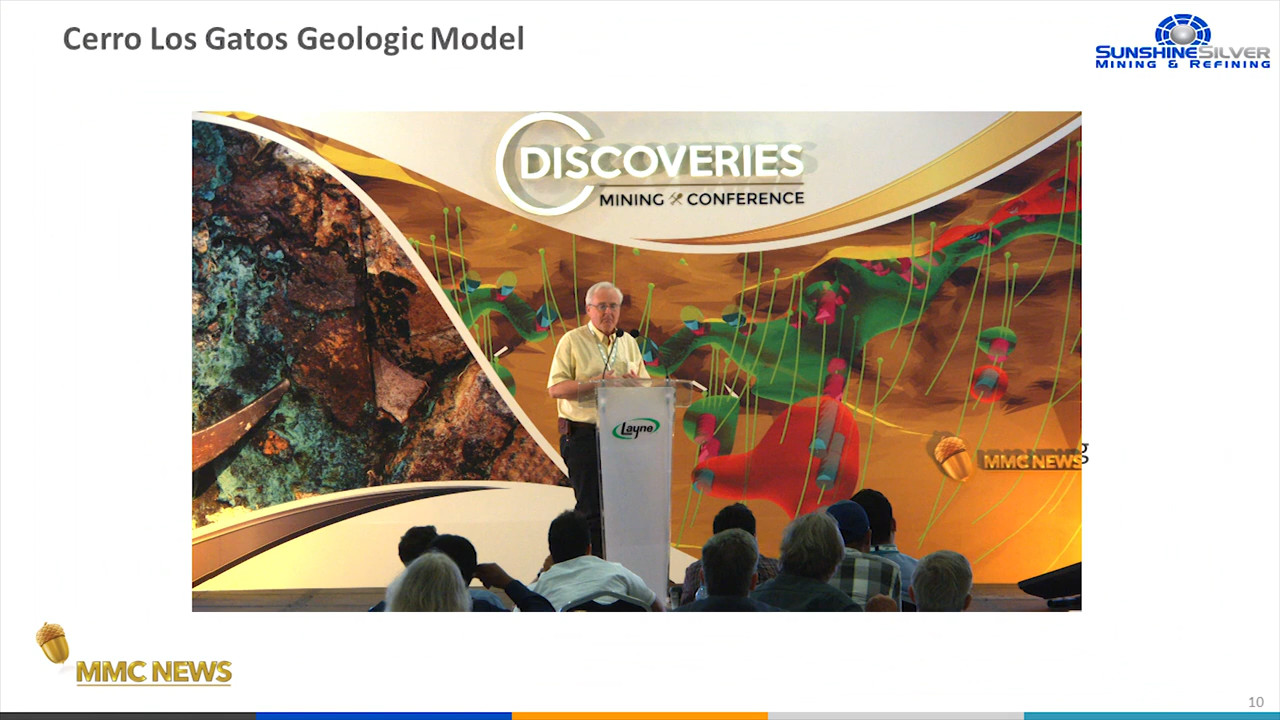 Cerro Los Gatos Geologic Model
SUNSHINE SILVER
MINING & REFINING
DISCOVERIES
MINING CONFERENCE
Layne
g
MMC NEWS
MMC NEWS
10